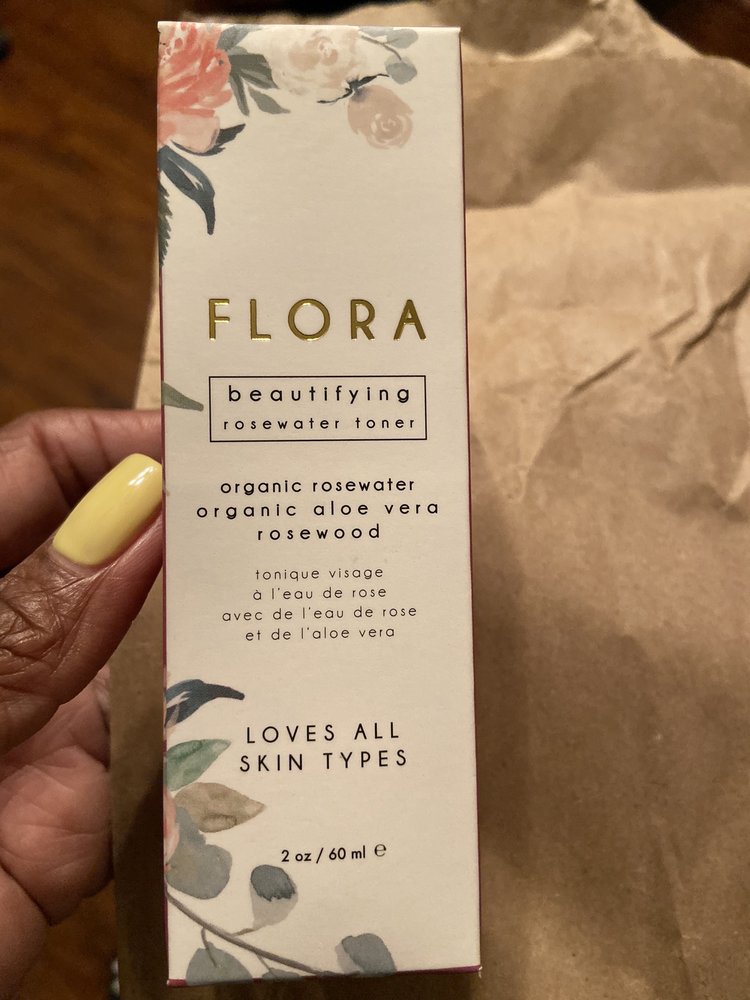 FLORA
beautifying
rosewater toner
organic rosewater
organic aloe vera
rosewood
tonique visage
à l'eau de rose
avec de l'eau de rose
et de l'aloe vera
LOVES ALL
SKIN TYPES
2 oz / 60 ml ℮